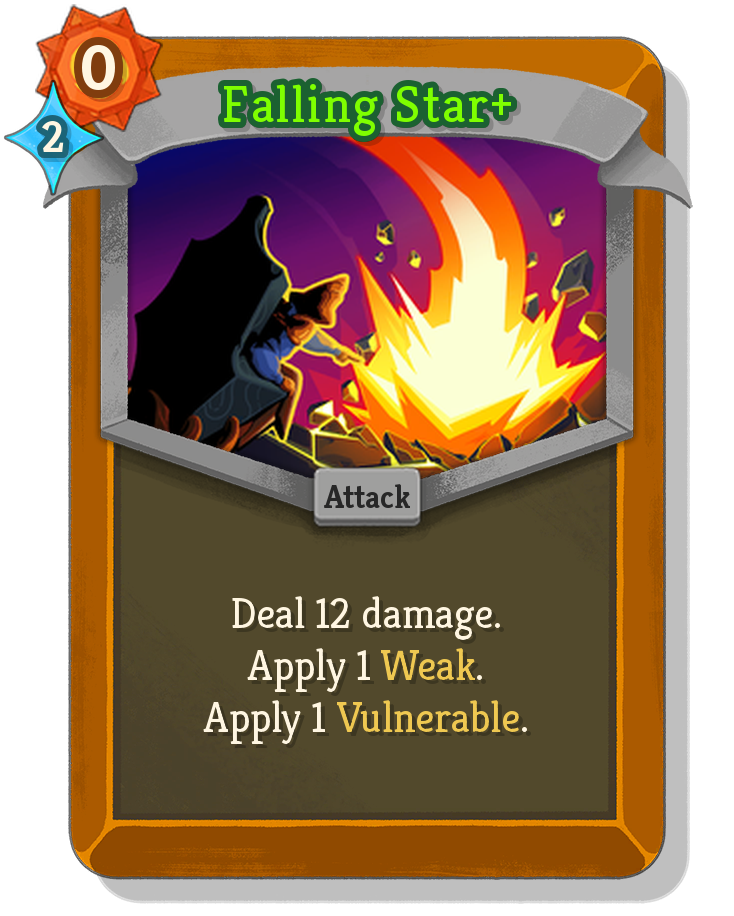 0
2
Falling Star+
Attack
Deal 12 damage.
Apply 1 Weak.
Apply 1 Vulnerable.